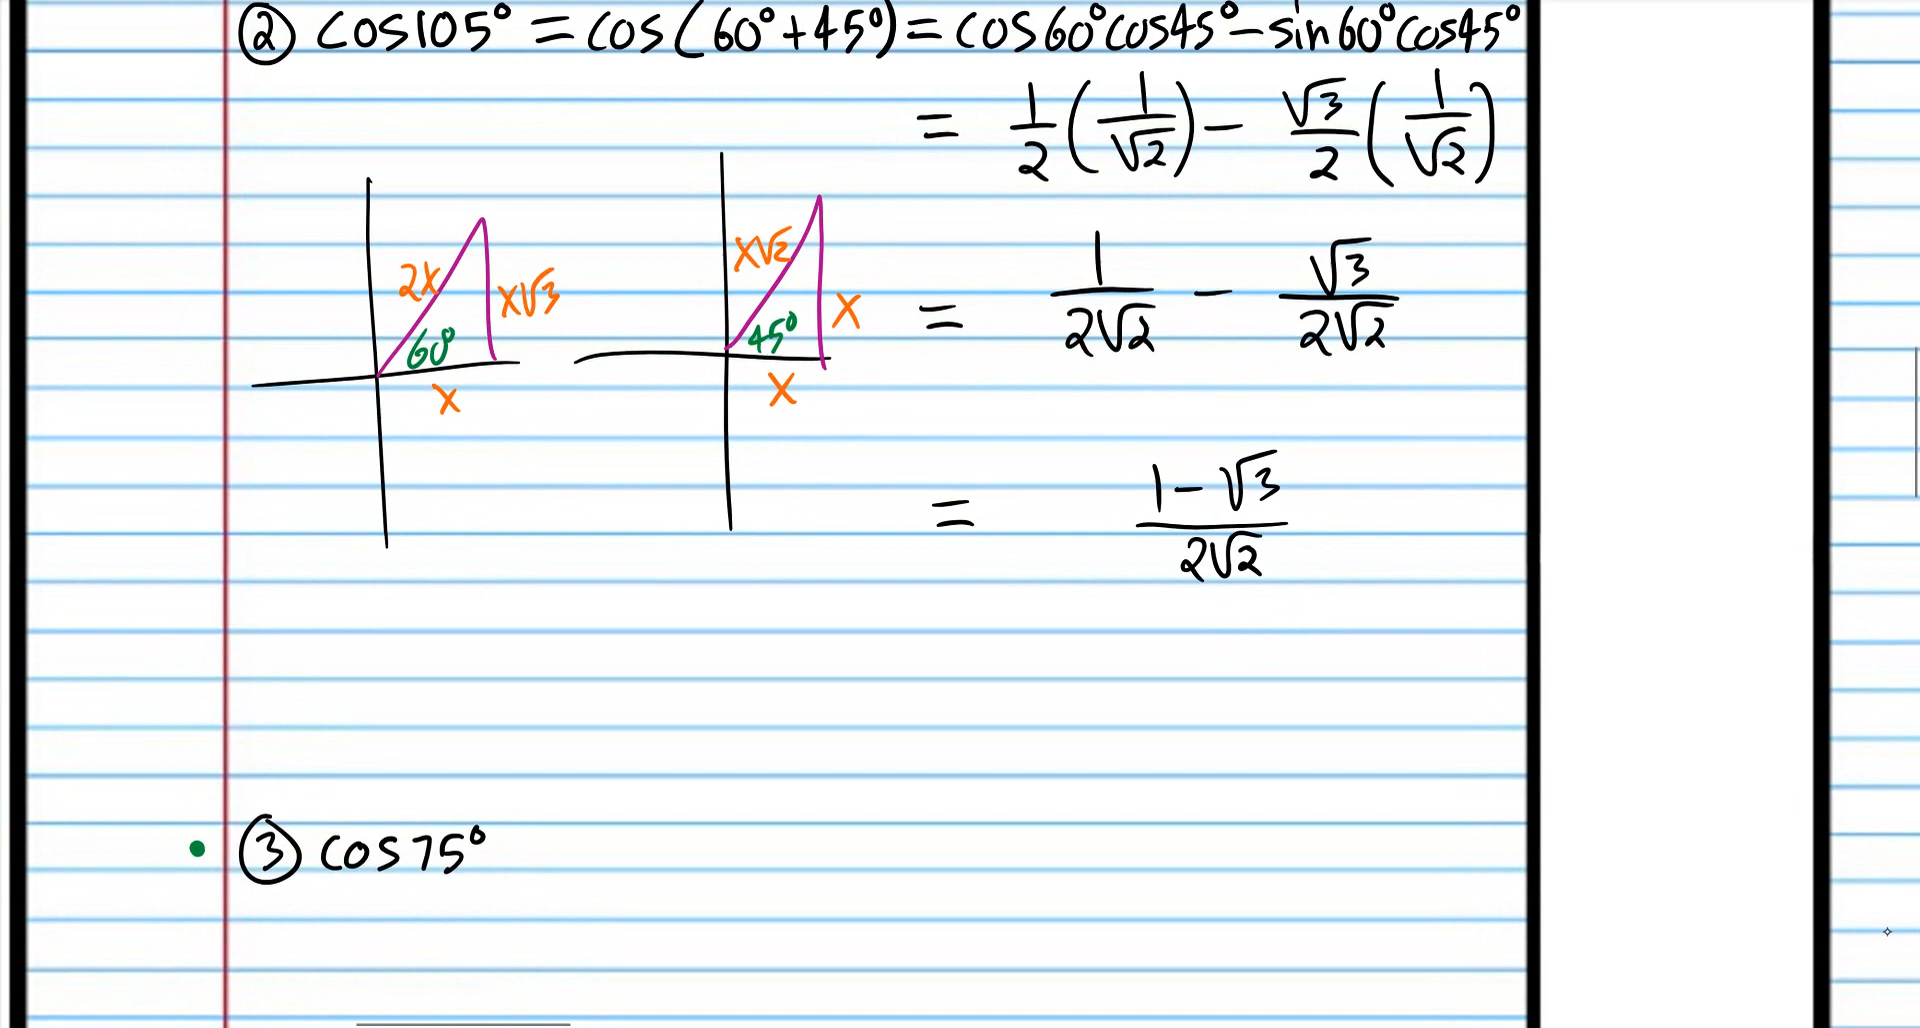 ② cos105° = cos(60°+45°) = cos60°cos45° - sin60°cos45°
= 1/2 (1/√2) - √3/2 (1/√2)
2x x√3 60° x
x√2 x 45° x
= 1/2√2 - √3/2√2
= 1-√3/2√2
③ cos75°